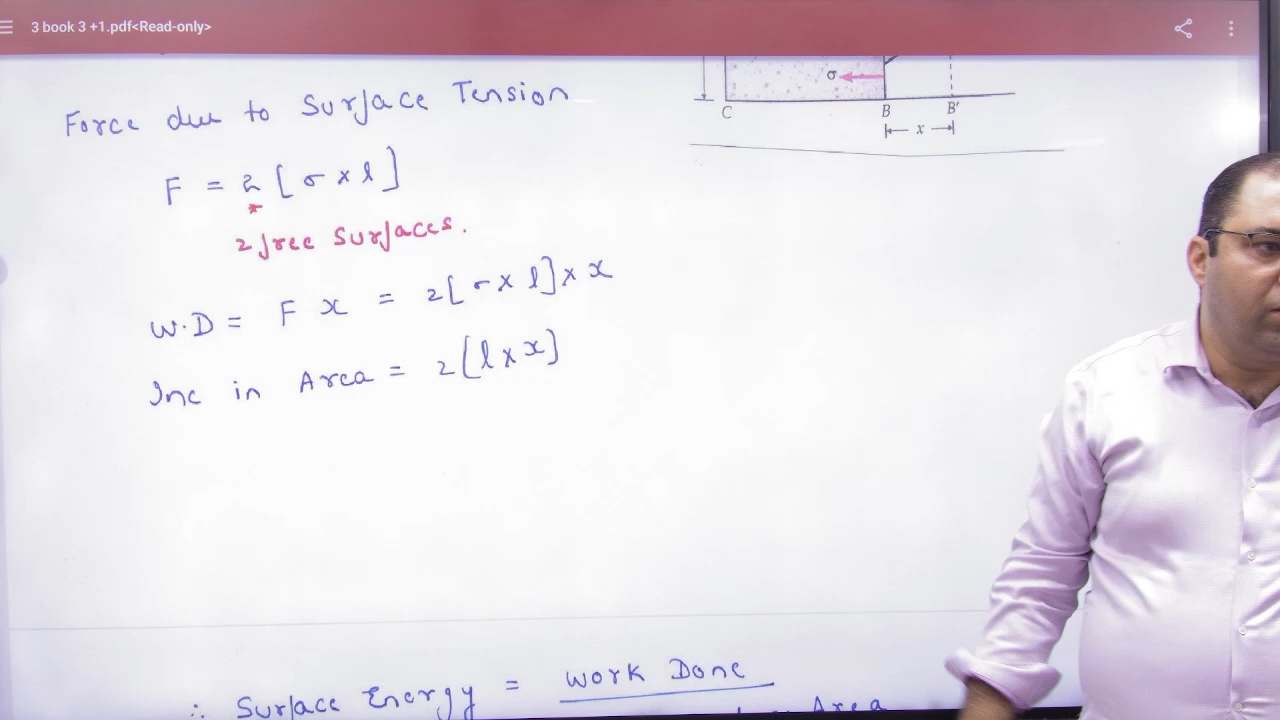 3 book 3 +1.pdf<Read-only>
σ
C B B'
x
Force due to Surface Tension
F = 2 [ σ x l ]
*
2 free Surfaces.
W.D = F x = 2[ σ x l] x x
Inc in Area = 2[l x x]
∴ Surface Energy = Work Done
Area